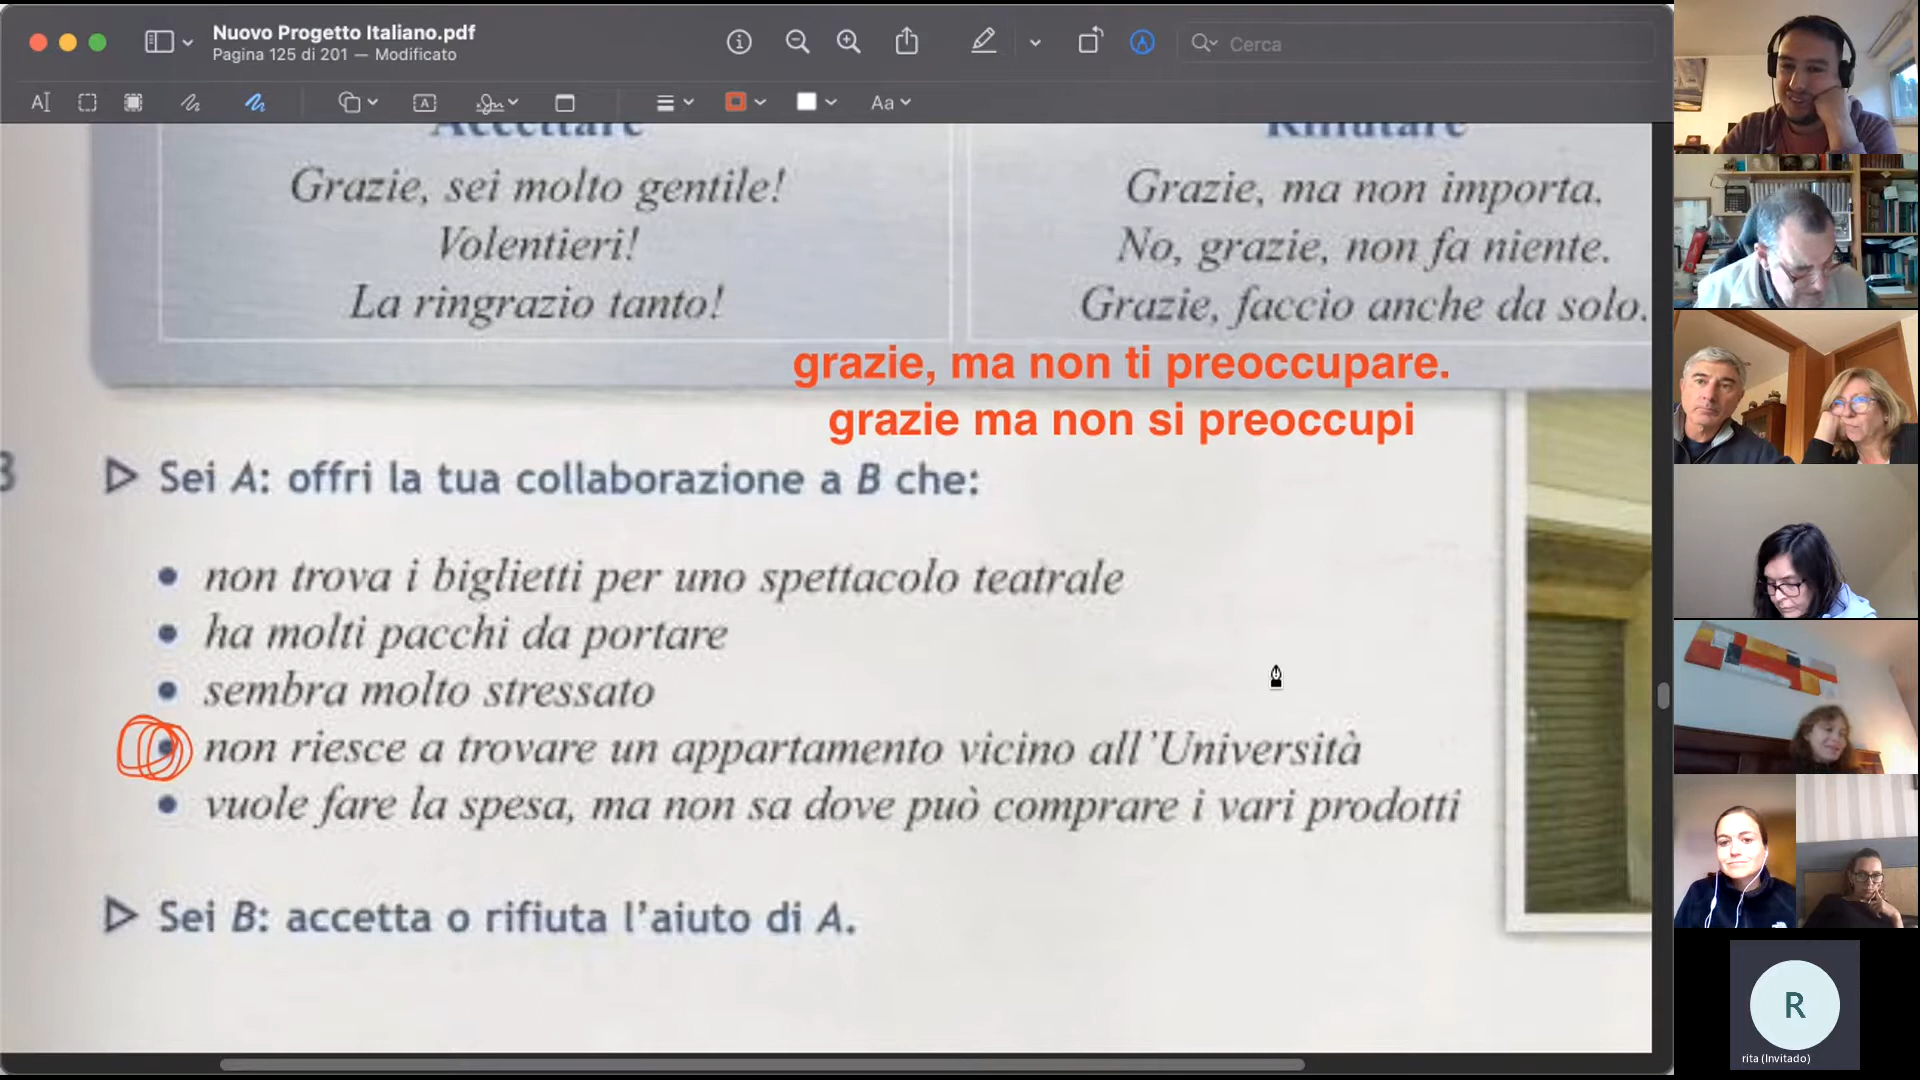 Nuovo Progetto Italiano.pdf
Pagina 125 di 201 — Modificato
Cerca
Aa
Accettare
Rifiutare
Grazie, sei molto gentile!
Volentieri!
La ringrazio tanto!
Grazie, ma non importa.
No, grazie, non fa niente.
Grazie, faccio anche da solo.
grazie, ma non ti preoccupare.
grazie ma non si preoccupi
3
Sei A: offri la tua collaborazione a B che:
• non trova i biglietti per uno spettacolo teatrale
• ha molti pacchi da portare
• sembra molto stressato
• non riesce a trovare un appartamento vicino all'Università
• vuole fare la spesa, ma non sa dove può comprare i vari prodotti
Sei B: accetta o rifiuta l'aiuto di A.
R
rita (Invitado)